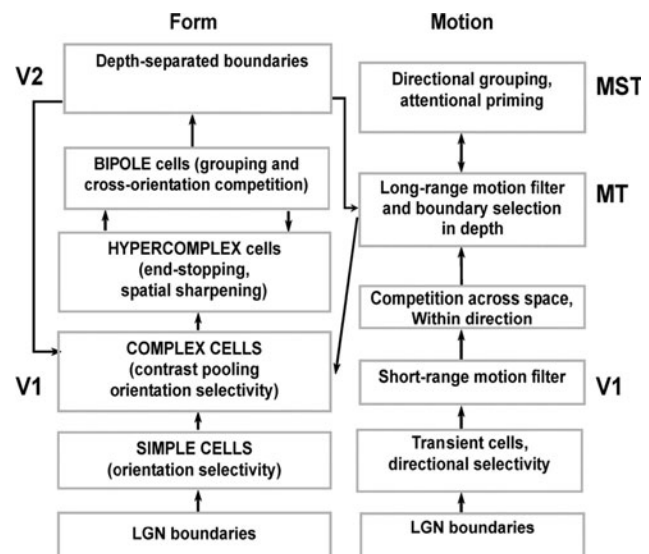 Form
V2
Depth-separated boundaries
BIPOLE cells (grouping and
cross-orientation competition)
HYPERCOMPLEX cells
(end-stopping,
spatial sharpening)
V1
COMPLEX CELLS
(contrast pooling
orientation selectivity)
SIMPLE CELLS
(orientation selectivity)
LGN boundaries
Motion
Directional grouping,
attentional priming
MST
Long-range motion filter
and boundary selection
in depth
MT
Competition across space,
Within direction
Short-range motion filter
V1
Transient cells,
directional selectivity
LGN boundaries